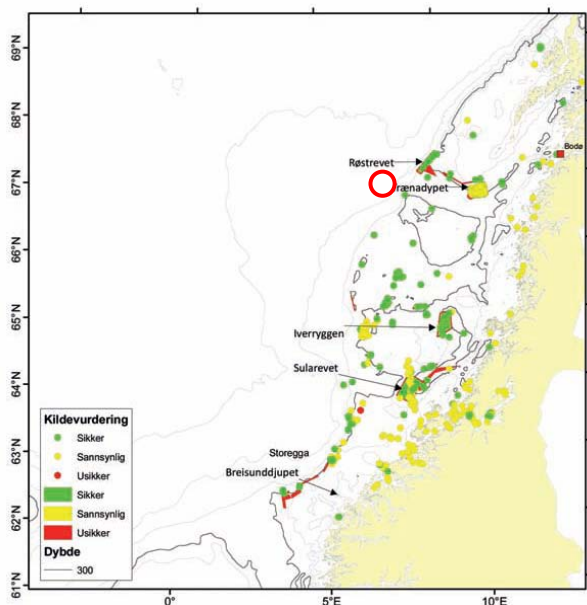 69°N
68°N
Bodø
Røstrevet
67°N
rænadypet
66°N
65°N
Iverryggen
Sularevet
64°N
Kildevurdering
Sikker
Sannsynlig
Usikker
Sikker
Sannsynlig
Usikker
Dybde
300
Storegga
63°N
Breisunddjupet
62°N
61°N
0°
5°E
10°E